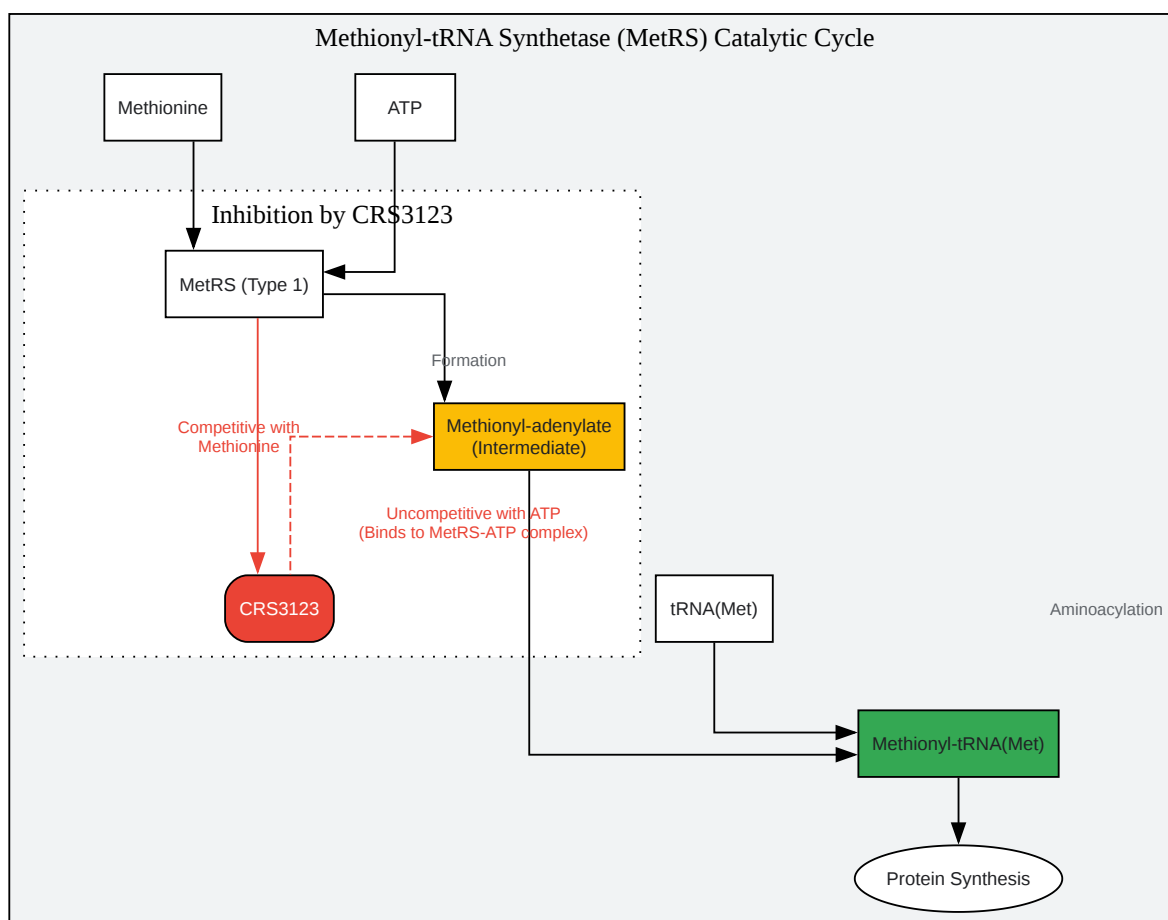 Methionyl-tRNA Synthetase (MetRS) Catalytic Cycle
Methionine
ATP
Inhibition by CRS3123
MetRS (Type 1)
Formation
Competitive with
Methionine
Methionyl-adenylate
(Intermediate)
Uncompetitive with ATP
(Binds to MetRS-ATP complex)
CRS3123
tRNA(Met)
Aminoacylation
Methionyl-tRNA(Met)
Protein Synthesis